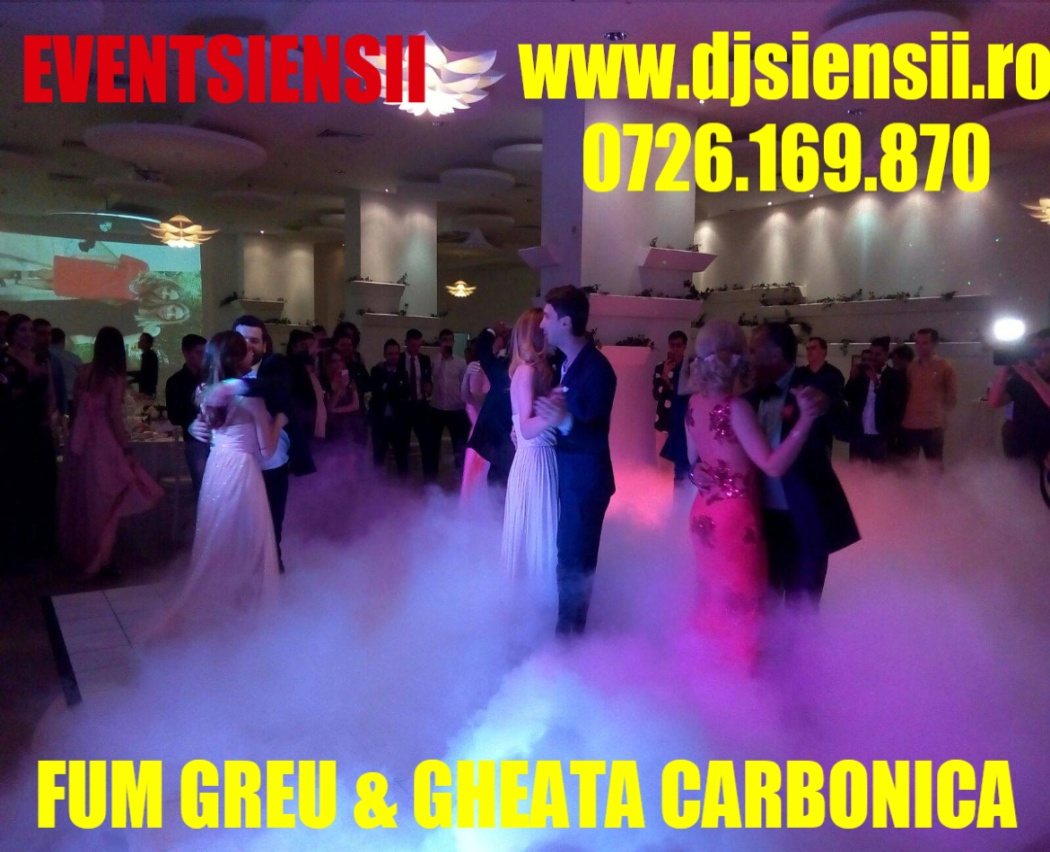 EVENTSIENSII
www.djsiensii.ro
0726.169.870
FUM GREU & GHEATA CARBONICA